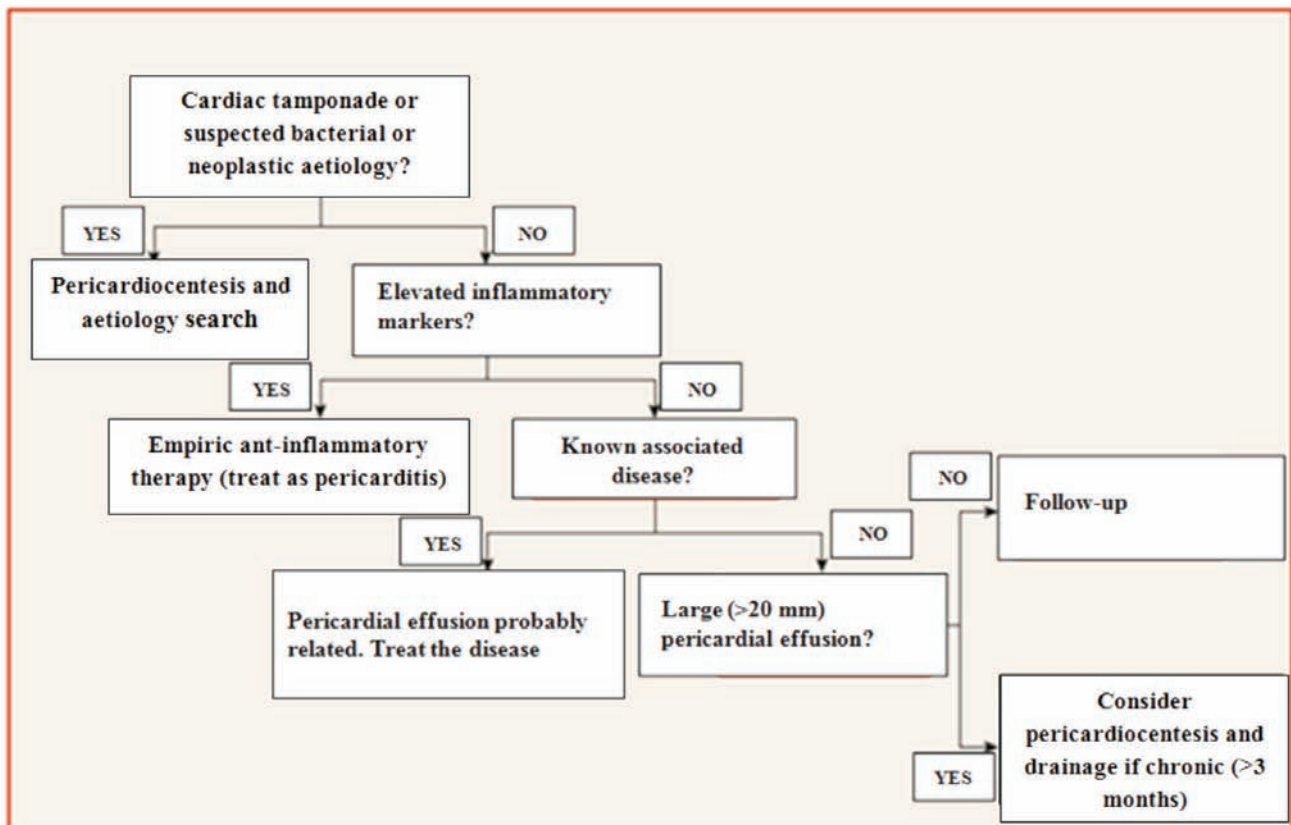 Cardiac tamponade or
suspected bacterial or
neoplastic aetiology?
YES
NO
Pericardiocentesis and
aetiology search
Elevated inflammatory
markers?
YES
NO
Empiric ant-inflammatory
therapy (treat as pericarditis)
Known associated
disease?
NO
Follow-up
YES
NO
Pericardial effusion probably
related. Treat the disease
Large (>20 mm)
pericardial effusion?
Consider
pericardiocentesis and
drainage if chronic (>3
months)
YES